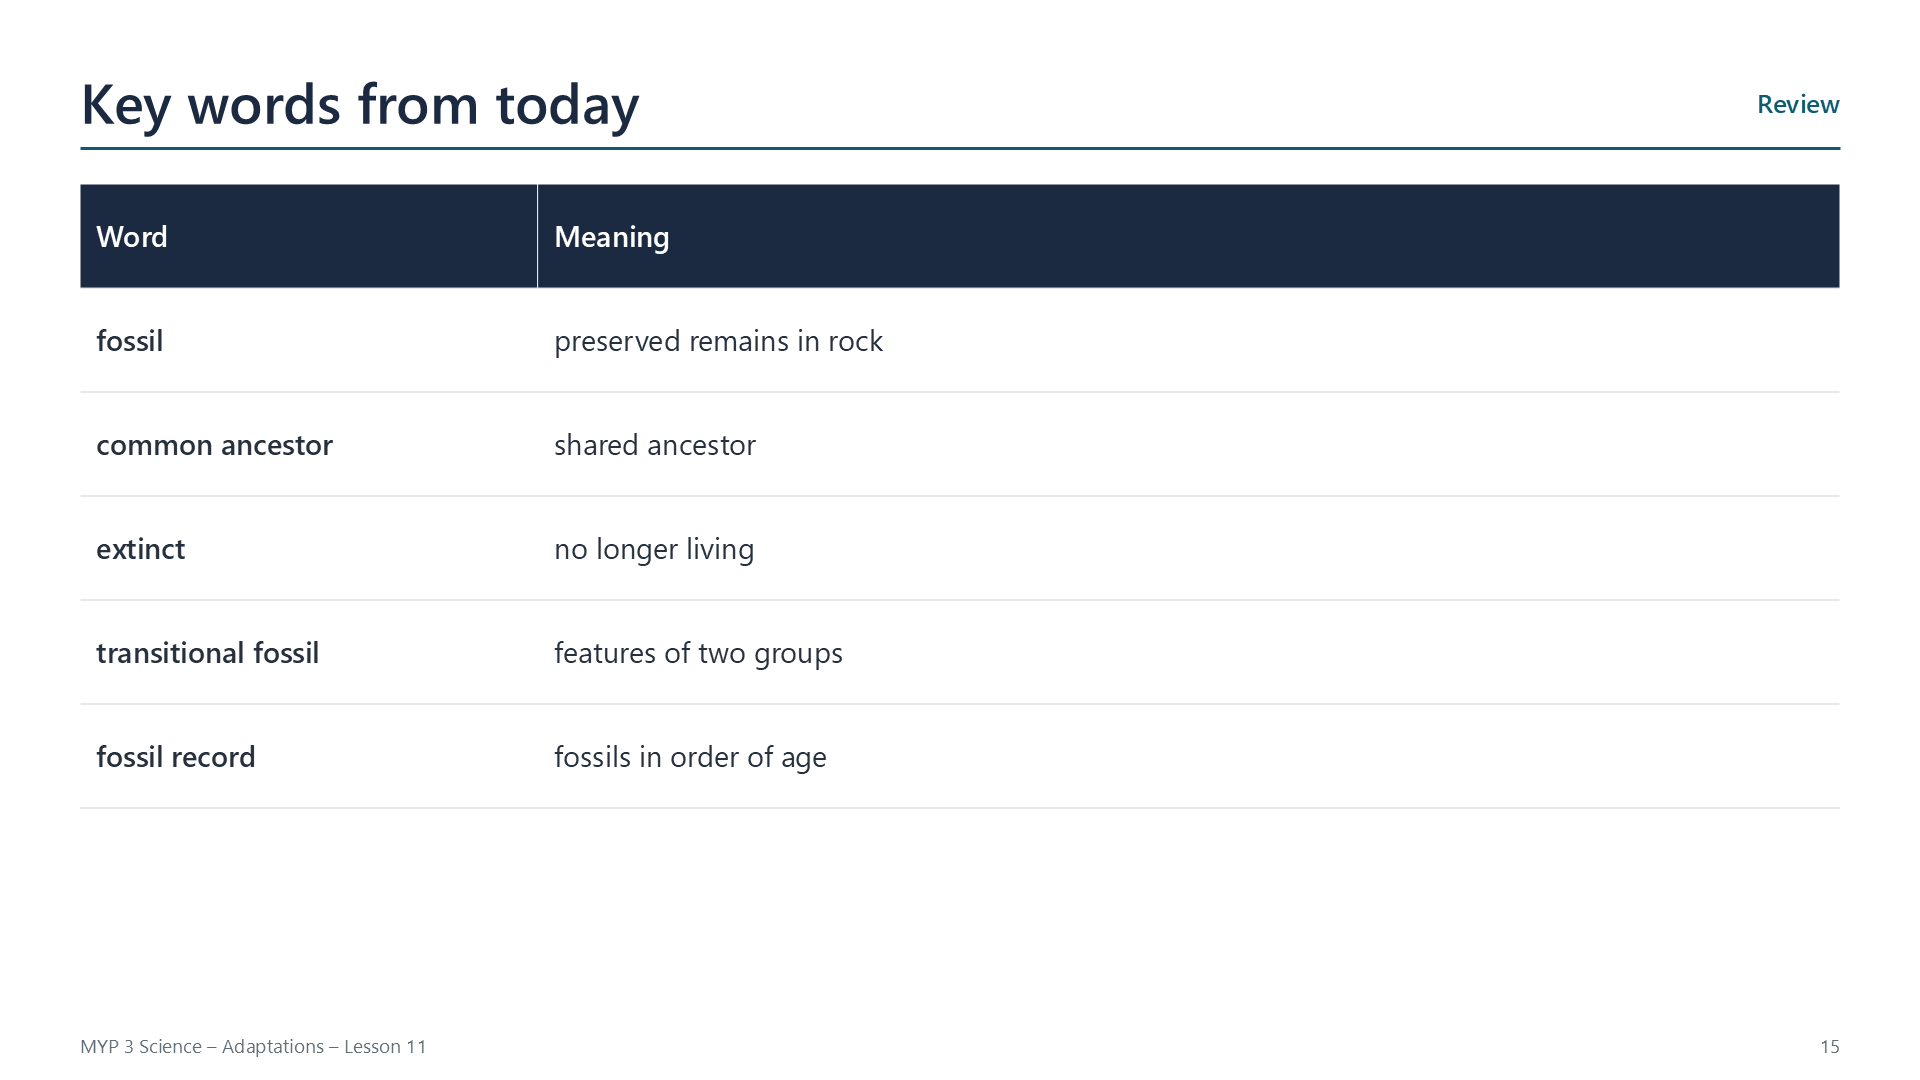 Key words from today
Review
Word Meaning
fossil preserved remains in rock
common ancestor shared ancestor
extinct no longer living
transitional fossil features of two groups
fossil record fossils in order of age
MYP 3 Science – Adaptations – Lesson 11
15